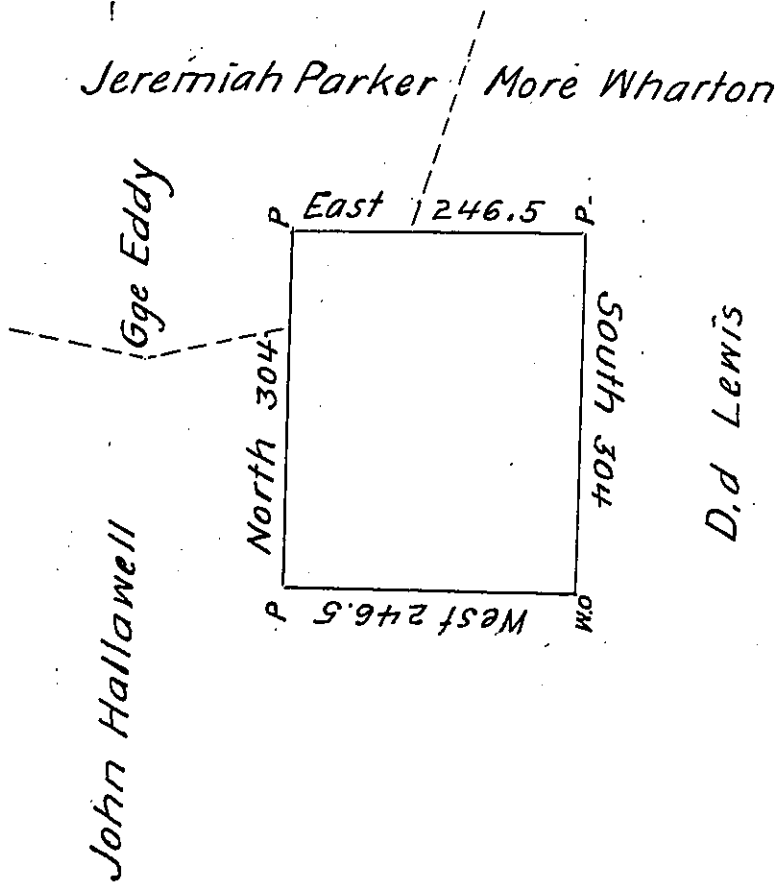 Jeremiah Parker
More Wharton
Gge Eddy
P
East 246.5
P
North 304
South 304
D.d Lewis
John Hallawell
P
West 246.5
O'M